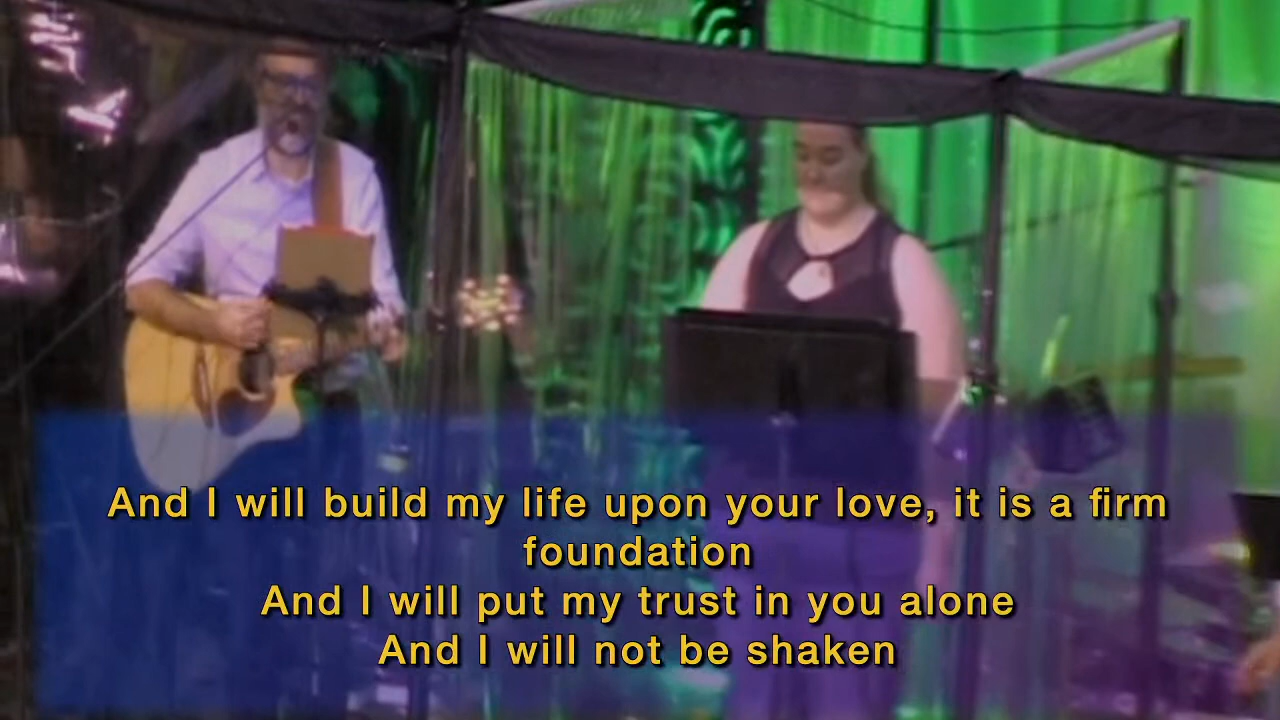 And I will build my life upon your love, it is a firm
foundation
And I will put my trust in you alone
And I will not be shaken